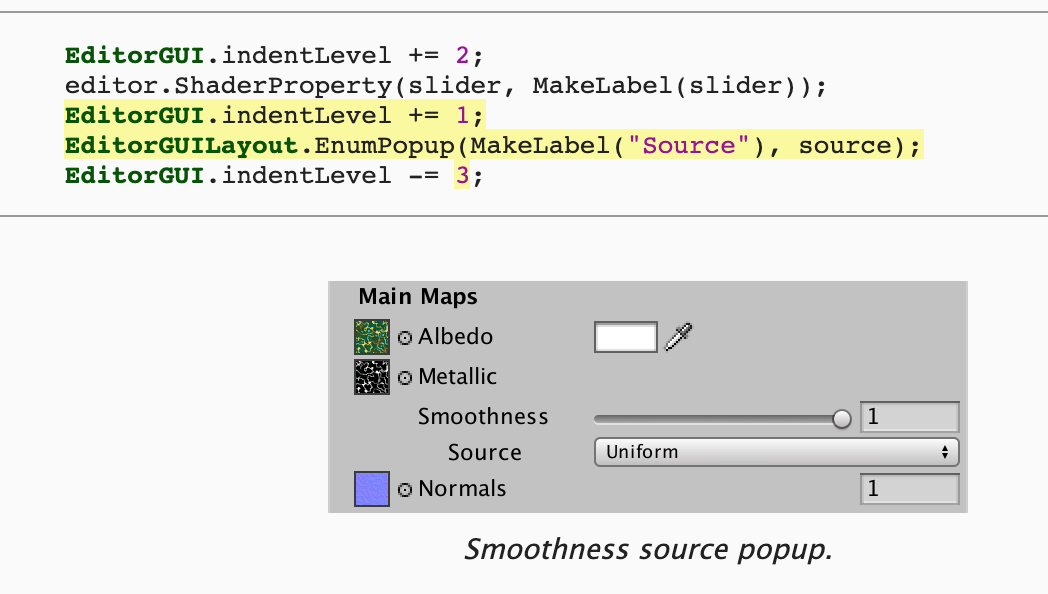 EditorGUI.indentLevel += 2;
editor.ShaderProperty(slider, MakeLabel(slider));
EditorGUI.indentLevel += 1;
EditorGUILayout.EnumPopup(MakeLabel("Source"), source);
EditorGUI.indentLevel -= 3;
Main Maps
Albedo
Metallic
Smoothness 1
Source Uniform
Normals 1
Smoothness source popup.